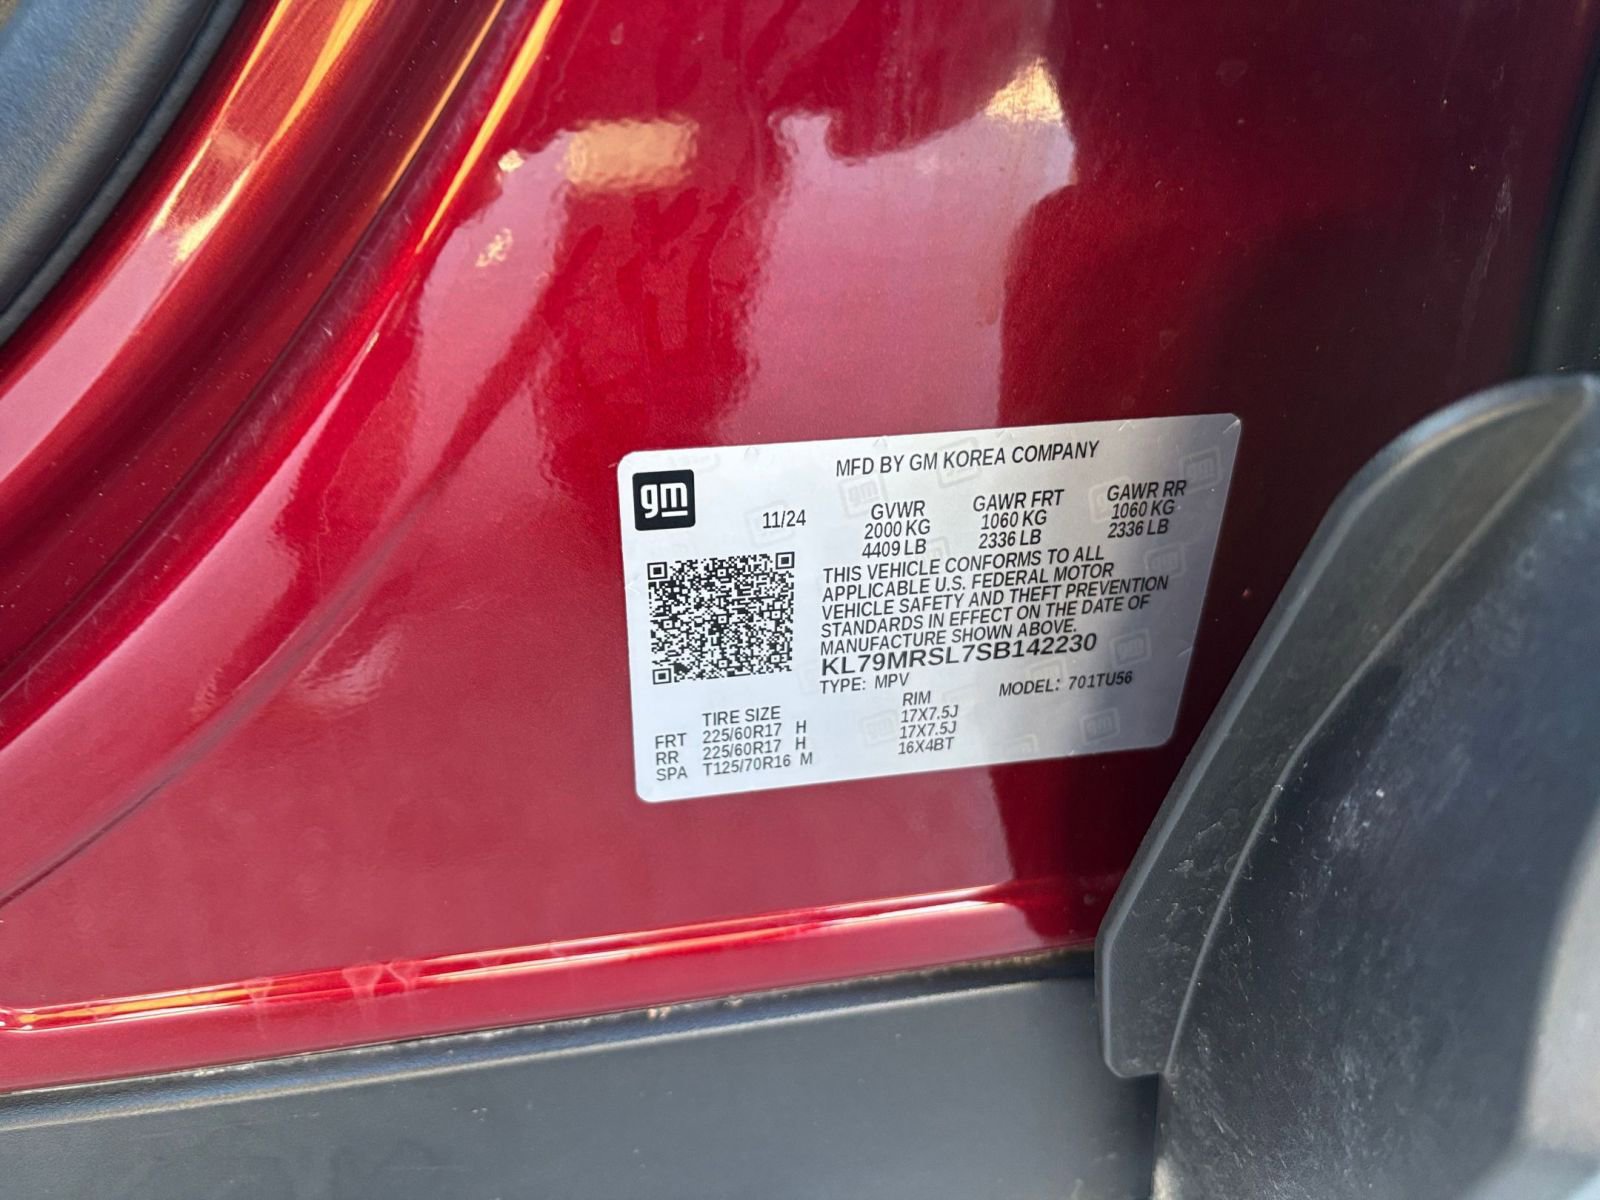 gm
MFD BY GM KOREA COMPANY
11/24
GVWR GAWR FRT GAWR RR
2000 KG 1060 KG 1060 KG
4409 LB 2336 LB 2336 LB
THIS VEHICLE CONFORMS TO ALL
APPLICABLE U.S. FEDERAL MOTOR
VEHICLE SAFETY AND THEFT PREVENTION
STANDARDS IN EFFECT ON THE DATE OF
MANUFACTURE SHOWN ABOVE.
KL79MRSL7SB142230
TYPE: MPV MODEL: 701TU56
TIRE SIZE RIM
FRT 225/60R17 H 17X7.5J
RR 225/60R17 H 17X7.5J
SPA T125/70R16 M 16X4BT